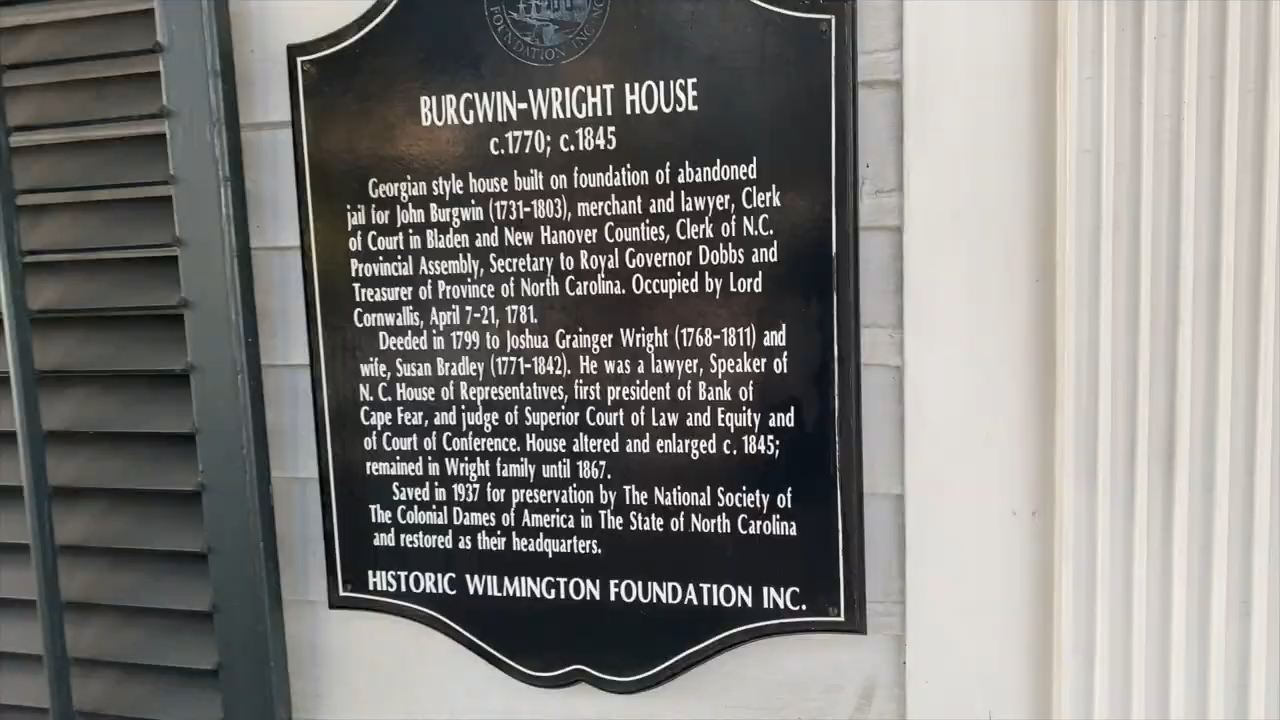 FOUNDATION INC. NC
BURGWIN-WRIGHT HOUSE
c.1770; c.1845
Georgian style house built on foundation of abandoned
jail for John Burgwin (1731-1803), merchant and lawyer, Clerk
of Court in Bladen and New Hanover Counties, Clerk of N.C.
Provincial Assembly, Secretary to Royal Governor Dobbs and
Treasurer of Province of North Carolina. Occupied by Lord
Cornwallis, April 7-21, 1781.
Deeded in 1799 to Joshua Grainger Wright (1768-1811) and
wife, Susan Bradley (1771-1842). He was a lawyer, Speaker of
N. C. House of Representatives, first president of Bank of
Cape Fear, and judge of Superior Court of Law and Equity and
of Court of Conference. House altered and enlarged c. 1845;
remained in Wright family until 1867.
Saved in 1937 for preservation by The National Society of
The Colonial Dames of America in The State of North Carolina
and restored as their headquarters.
HISTORIC WILMINGTON FOUNDATION INC.